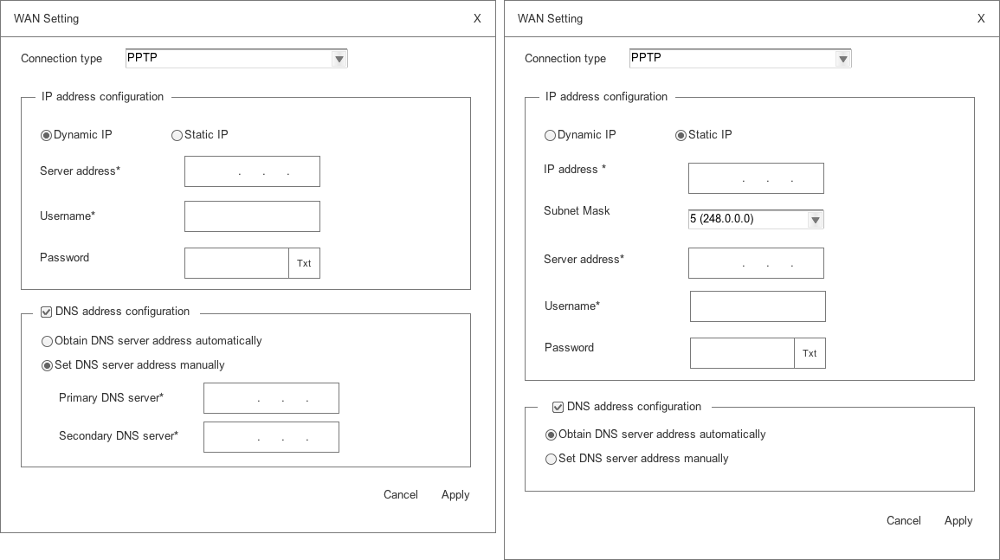 WAN Setting X
Connection type PPTP
IP address configuration
Dynamic IP Static IP
Server address* . . .
Username*
Password Txt
DNS address configuration
Obtain DNS server address automatically
Set DNS server address manually
Primary DNS server* . . .
Secondary DNS server* . . .
Cancel Apply
WAN Setting X
Connection type PPTP
IP address configuration
Dynamic IP Static IP
IP address * . . .
Subnet Mask 5 (248.0.0.0)
Server address* . . .
Username*
Password Txt
DNS address configuration
Obtain DNS server address automatically
Set DNS server address manually
Cancel Apply